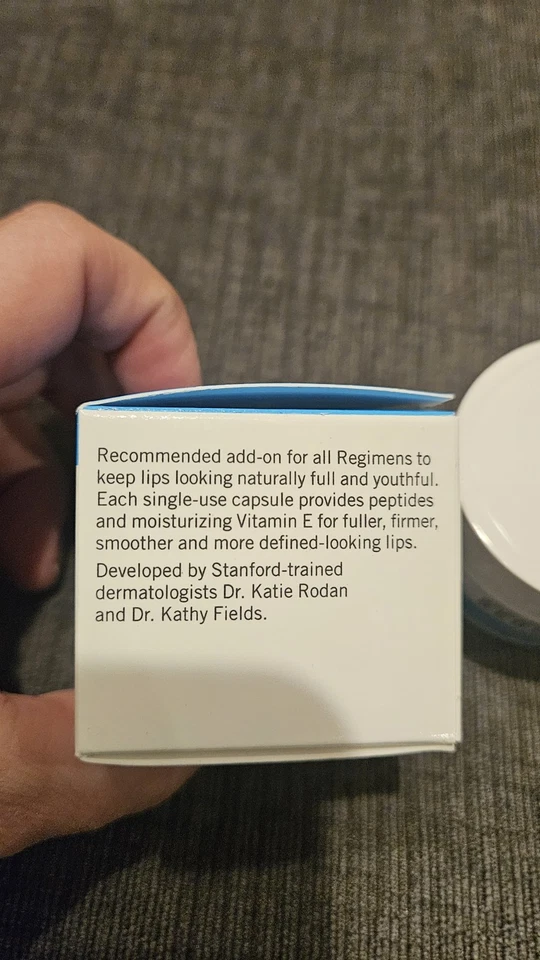 Recommended add-on for all Regimens to
keep lips looking naturally full and youthful.
Each single-use capsule provides peptides
and moisturizing Vitamin E for fuller, firmer,
smoother and more defined-looking lips.
Developed by Stanford-trained
dermatologists Dr. Katie Rodan
and Dr. Kathy Fields.